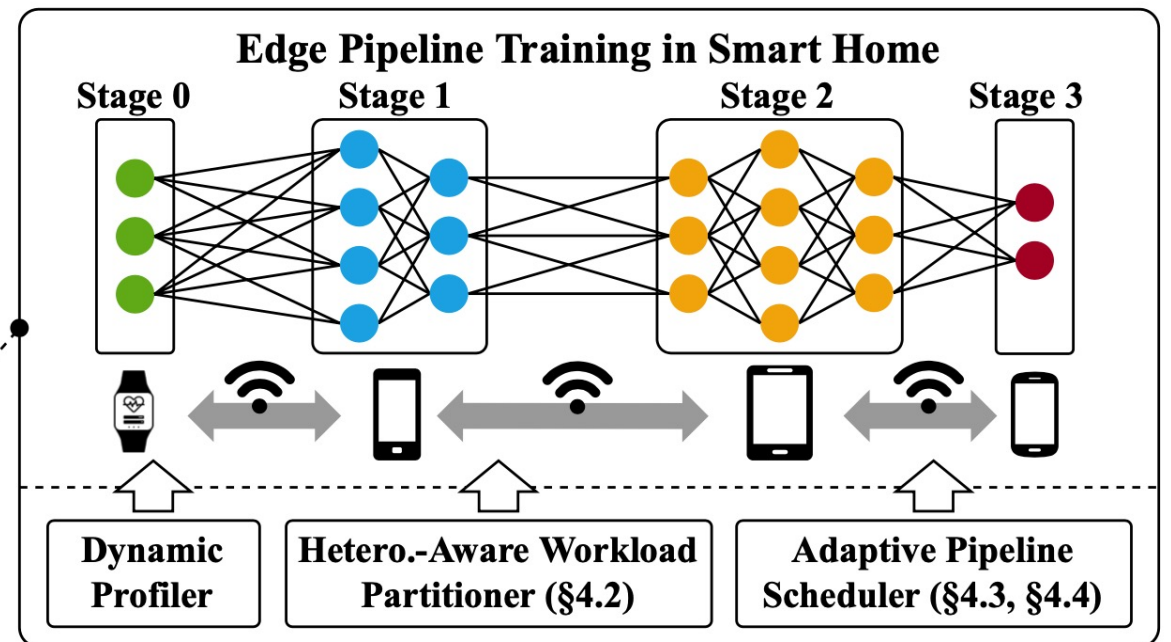 Edge Pipeline Training in Smart Home
Stage 0
Stage 1
Stage 2
Stage 3
Dynamic
Profiler
Hetero.-Aware Workload
Partitioner (§4.2)
Adaptive Pipeline
Scheduler (§4.3, §4.4)